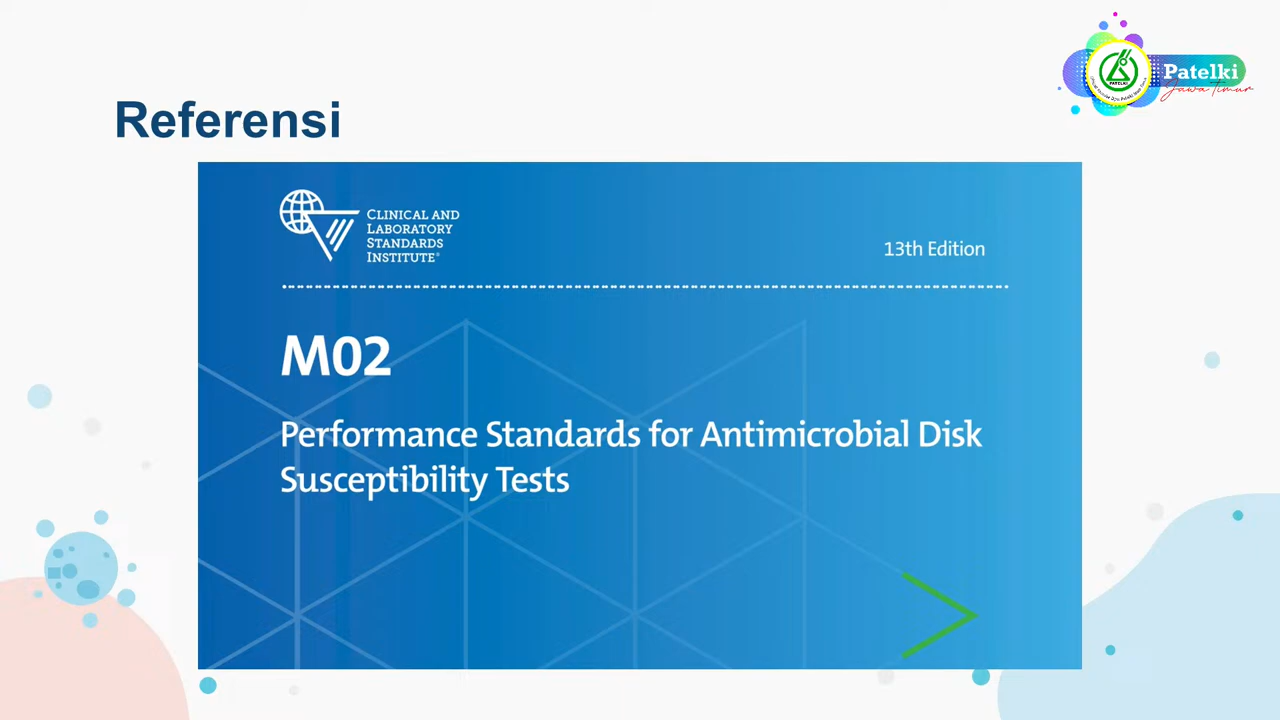 Patelki
Jawa Timur
PATELKI
Referensi
CLINICAL AND
LABORATORY
STANDARDS
INSTITUTE®
13th Edition
M02
Performance Standards for Antimicrobial Disk
Susceptibility Tests